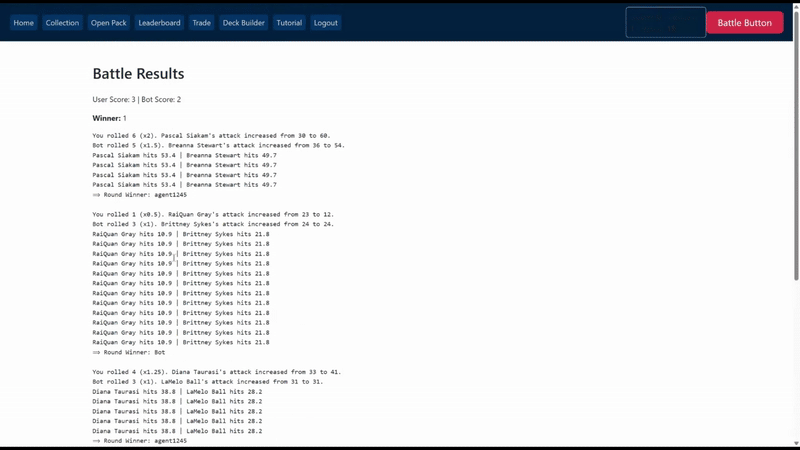 Home Collection Open Pack Leaderboard Trade Deck Builder Tutorial Logout Battle Button
Battle Results
User Score: 3 | Bot Score: 2
Winner: 1
You rolled 6 (x2). Pascal Siakam's attack increased from 30 to 60.
Bot rolled 5 (x1.5). Breanna Stewart's attack increased from 36 to 54.
Pascal Siakam hits 53.4 | Breanna Stewart hits 49.7
Pascal Siakam hits 53.4 | Breanna Stewart hits 49.7
Pascal Siakam hits 53.4 | Breanna Stewart hits 49.7
Pascal Siakam hits 53.4 | Breanna Stewart hits 49.7
⟹ Round Winner: agent1245
You rolled 1 (x0.5). RaiQuan Gray's attack increased from 23 to 12.
Bot rolled 3 (x1). Brittney Sykes's attack increased from 24 to 24.
RaiQuan Gray hits 10.9 | Brittney Sykes hits 21.8
RaiQuan Gray hits 10.9 | Brittney Sykes hits 21.8
RaiQuan Gray hits 10.9 | Brittney Sykes hits 21.8
RaiQuan Gray hits 10.9 | Brittney Sykes hits 21.8
RaiQuan Gray hits 10.9 | Brittney Sykes hits 21.8
RaiQuan Gray hits 10.9 | Brittney Sykes hits 21.8
RaiQuan Gray hits 10.9 | Brittney Sykes hits 21.8
RaiQuan Gray hits 10.9 | Brittney Sykes hits 21.8
RaiQuan Gray hits 10.9 | Brittney Sykes hits 21.8
RaiQuan Gray hits 10.9 | Brittney Sykes hits 21.8
RaiQuan Gray hits 10.9 | Brittney Sykes hits 21.8
RaiQuan Gray hits 10.9 | Brittney Sykes hits 21.8
⟹ Round Winner: Bot
You rolled 4 (x1.25). Diana Taurasi's attack increased from 33 to 41.
Bot rolled 3 (x1). LaMelo Ball's attack increased from 31 to 31.
Diana Taurasi hits 38.8 | LaMelo Ball hits 28.2
Diana Taurasi hits 38.8 | LaMelo Ball hits 28.2
Diana Taurasi hits 38.8 | LaMelo Ball hits 28.2
Diana Taurasi hits 38.8 | LaMelo Ball hits 28.2
Diana Taurasi hits 38.8 | LaMelo Ball hits 28.2
⟹ Round Winner: agent1245